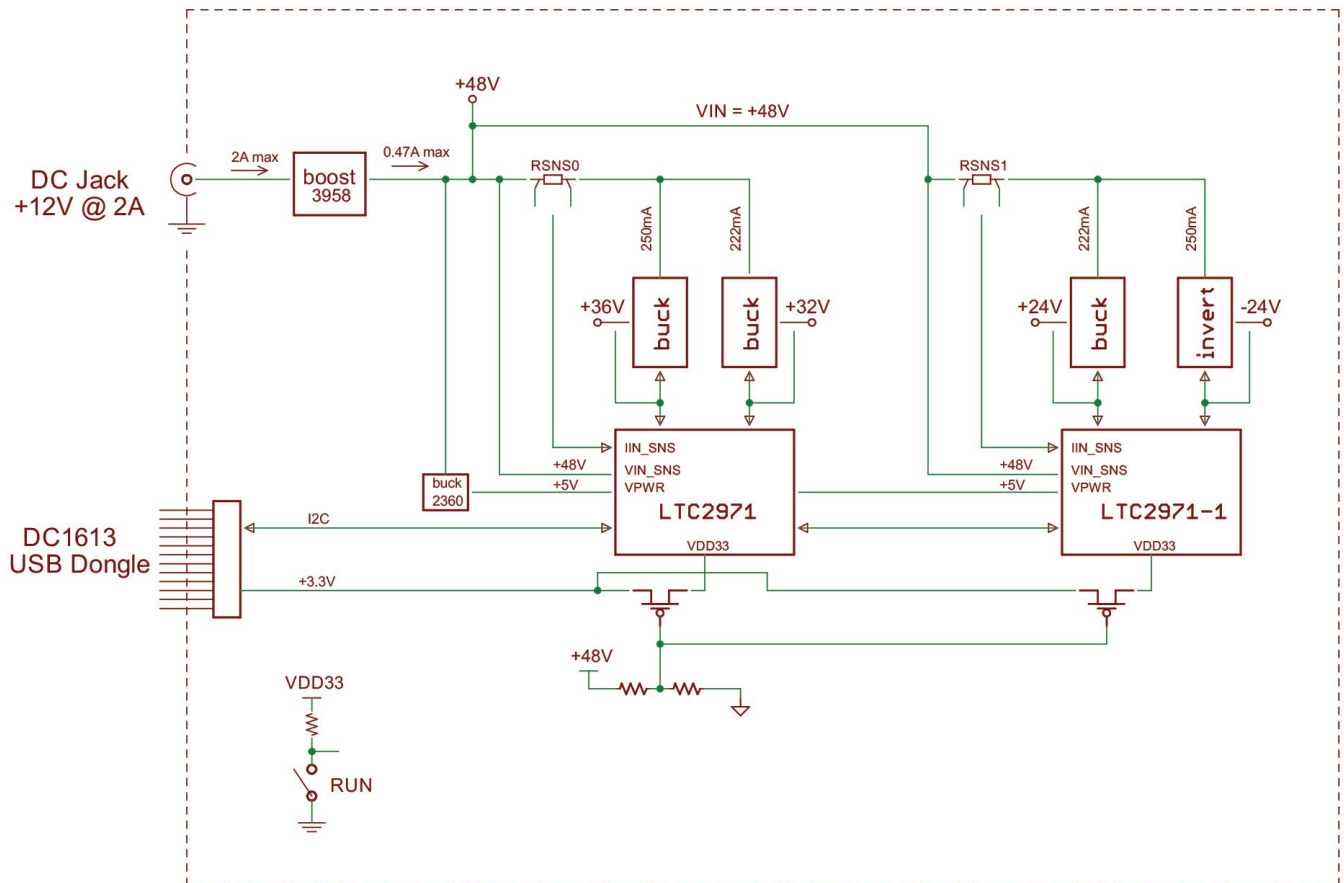 +48V
VIN = +48V
2A max
0.47A max
RSNS0
RSNS1
DC Jack
+12V @ 2A
boost
3958
250mA
222mA
222mA
250mA
+36V
buck
buck
+32V
+24V
buck
invert
-24V
IIN_SNS
+48V
VIN_SNS
+5V
VPWR
LTC2971
VDD33
IIN_SNS
+48V
VIN_SNS
+5V
VPWR
LTC2971-1
VDD33
buck
2360
DC1613
USB Dongle
I2C
+3.3V
+48V
VDD33
RUN